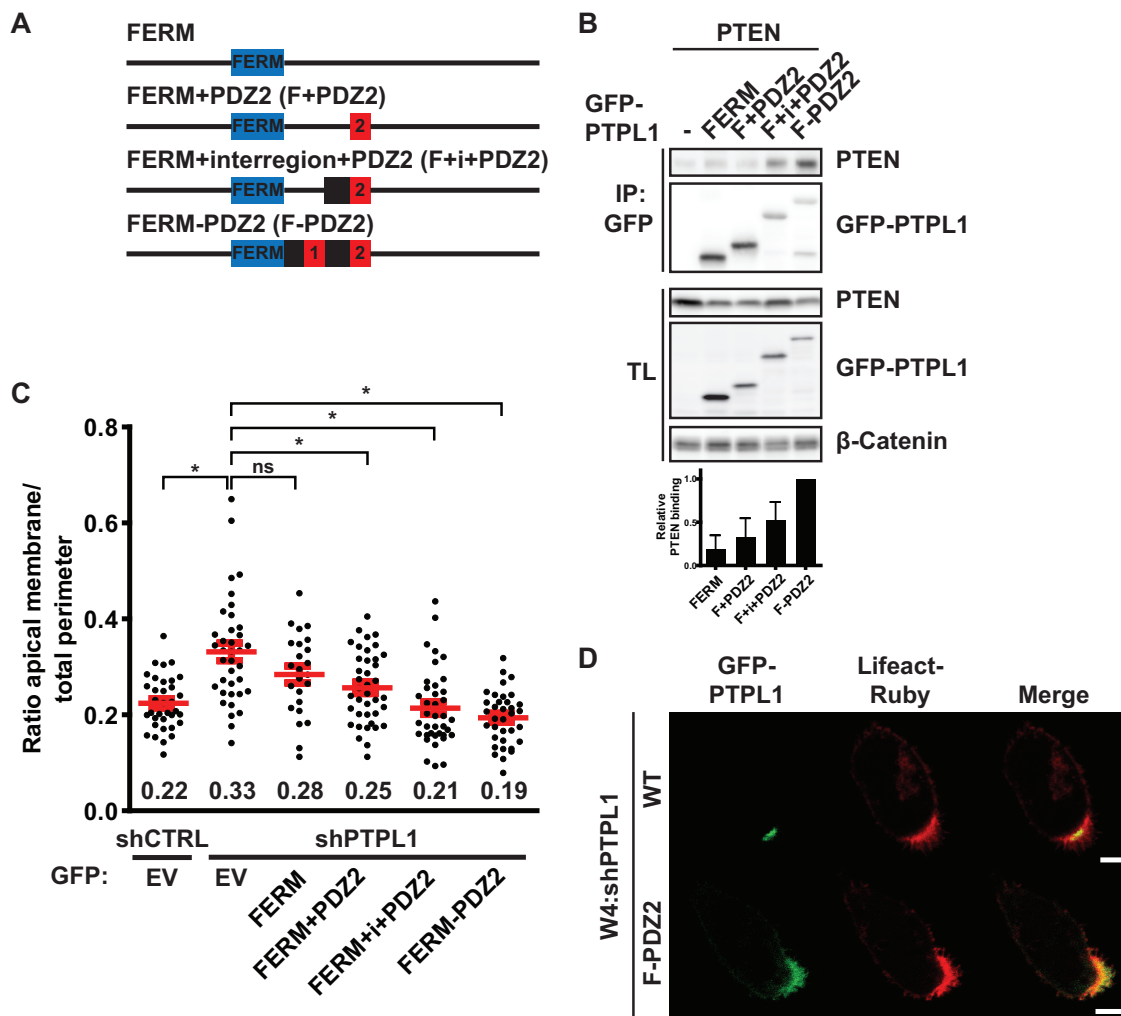 A
FERM
FERM
FERM+PDZ2 (F+PDZ2)
FERM 2
FERM+interregion+PDZ2 (F+i+PDZ2)
FERM 2
FERM-PDZ2 (F-PDZ2)
FERM 1 2
B
PTEN
GFP-PTPL1
- FERM F+PDZ2 F+i+PDZ2 F-PDZ2
IP: GFP
PTEN
GFP-PTPL1
TL
PTEN
GFP-PTPL1
β-Catenin
Relative PTEN binding
1.0
0.5
0.0
FERM F+PDZ2 F+i+PDZ2 F-PDZ2
C
Ratio apical membrane/
total perimeter
0.8
0.6
0.4
0.2
0.0
* ns * * *
0.22 0.33 0.28 0.25 0.21 0.19
shCTRL shPTPL1
GFP: EV EV FERM FERM+PDZ2 FERM+i+PDZ2 FERM-PDZ2
D
GFP-PTPL1
Lifeact-Ruby
Merge
W4:shPTPL1
WT
F-PDZ2